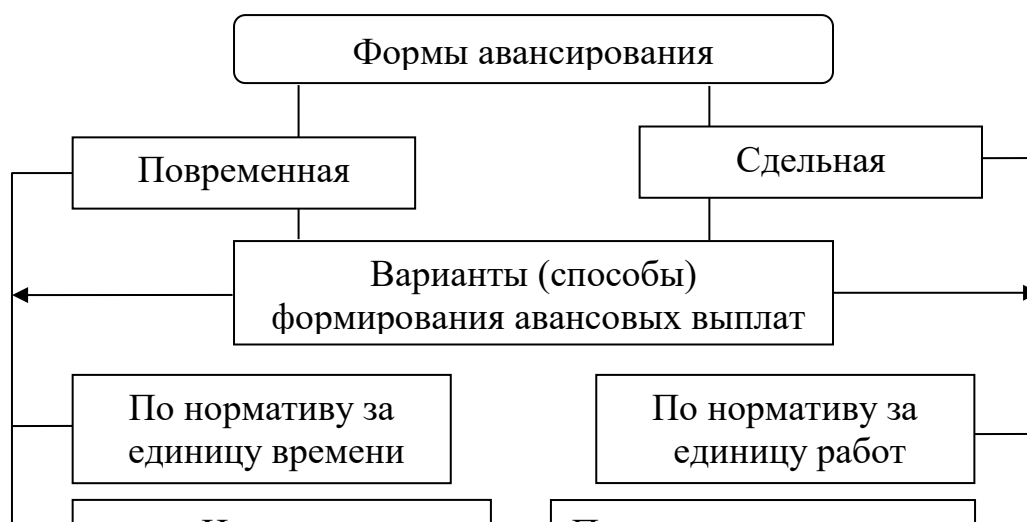 Формы авансирования
Повременная
Сдельная
Варианты (способы)
формирования авансовых выплат
По нормативу за
единицу времени
По нормативу за
единицу работ